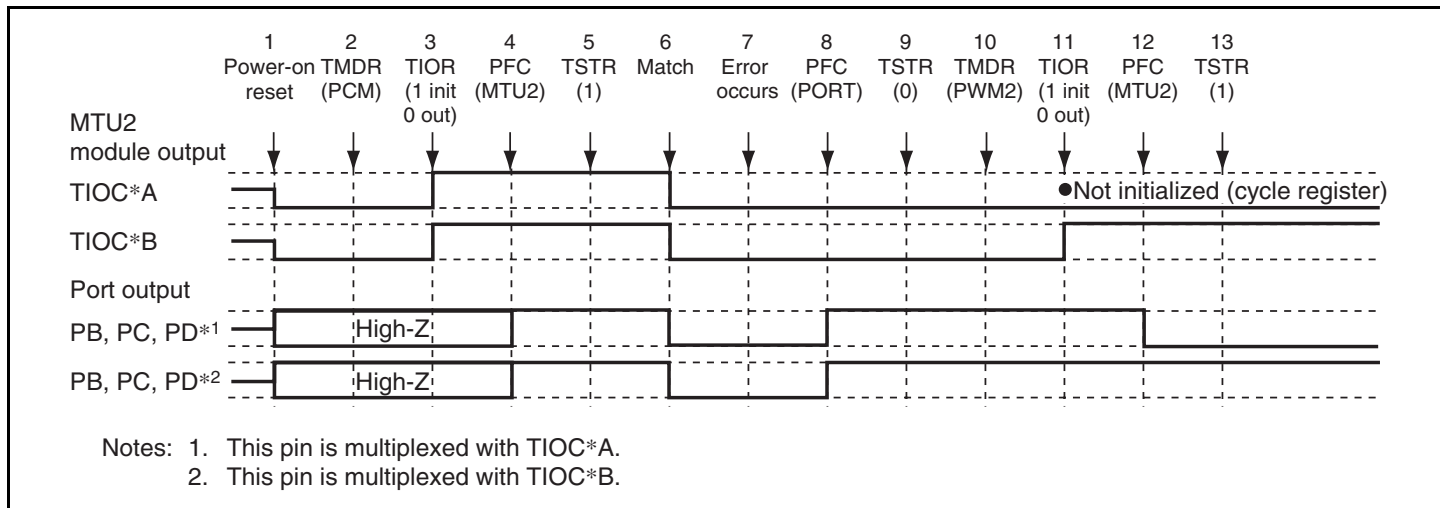 1 2 3 4 5 6 7 8 9 10 11 12 13
Power-on TMDR TIOR PFC TSTR Match Error PFC TSTR TMDR TIOR PFC TSTR
reset (PCM) (1 init (MTU2) (1) occurs (PORT) (0) (PWM2) (1 init (MTU2) (1)
0 out) 0 out)
MTU2
module output
TIOC*A
●Not initialized (cycle register)
TIOC*B
Port output
PB, PC, PD*1 High-Z
PB, PC, PD*2 High-Z
Notes: 1. This pin is multiplexed with TIOC*A.
2. This pin is multiplexed with TIOC*B.